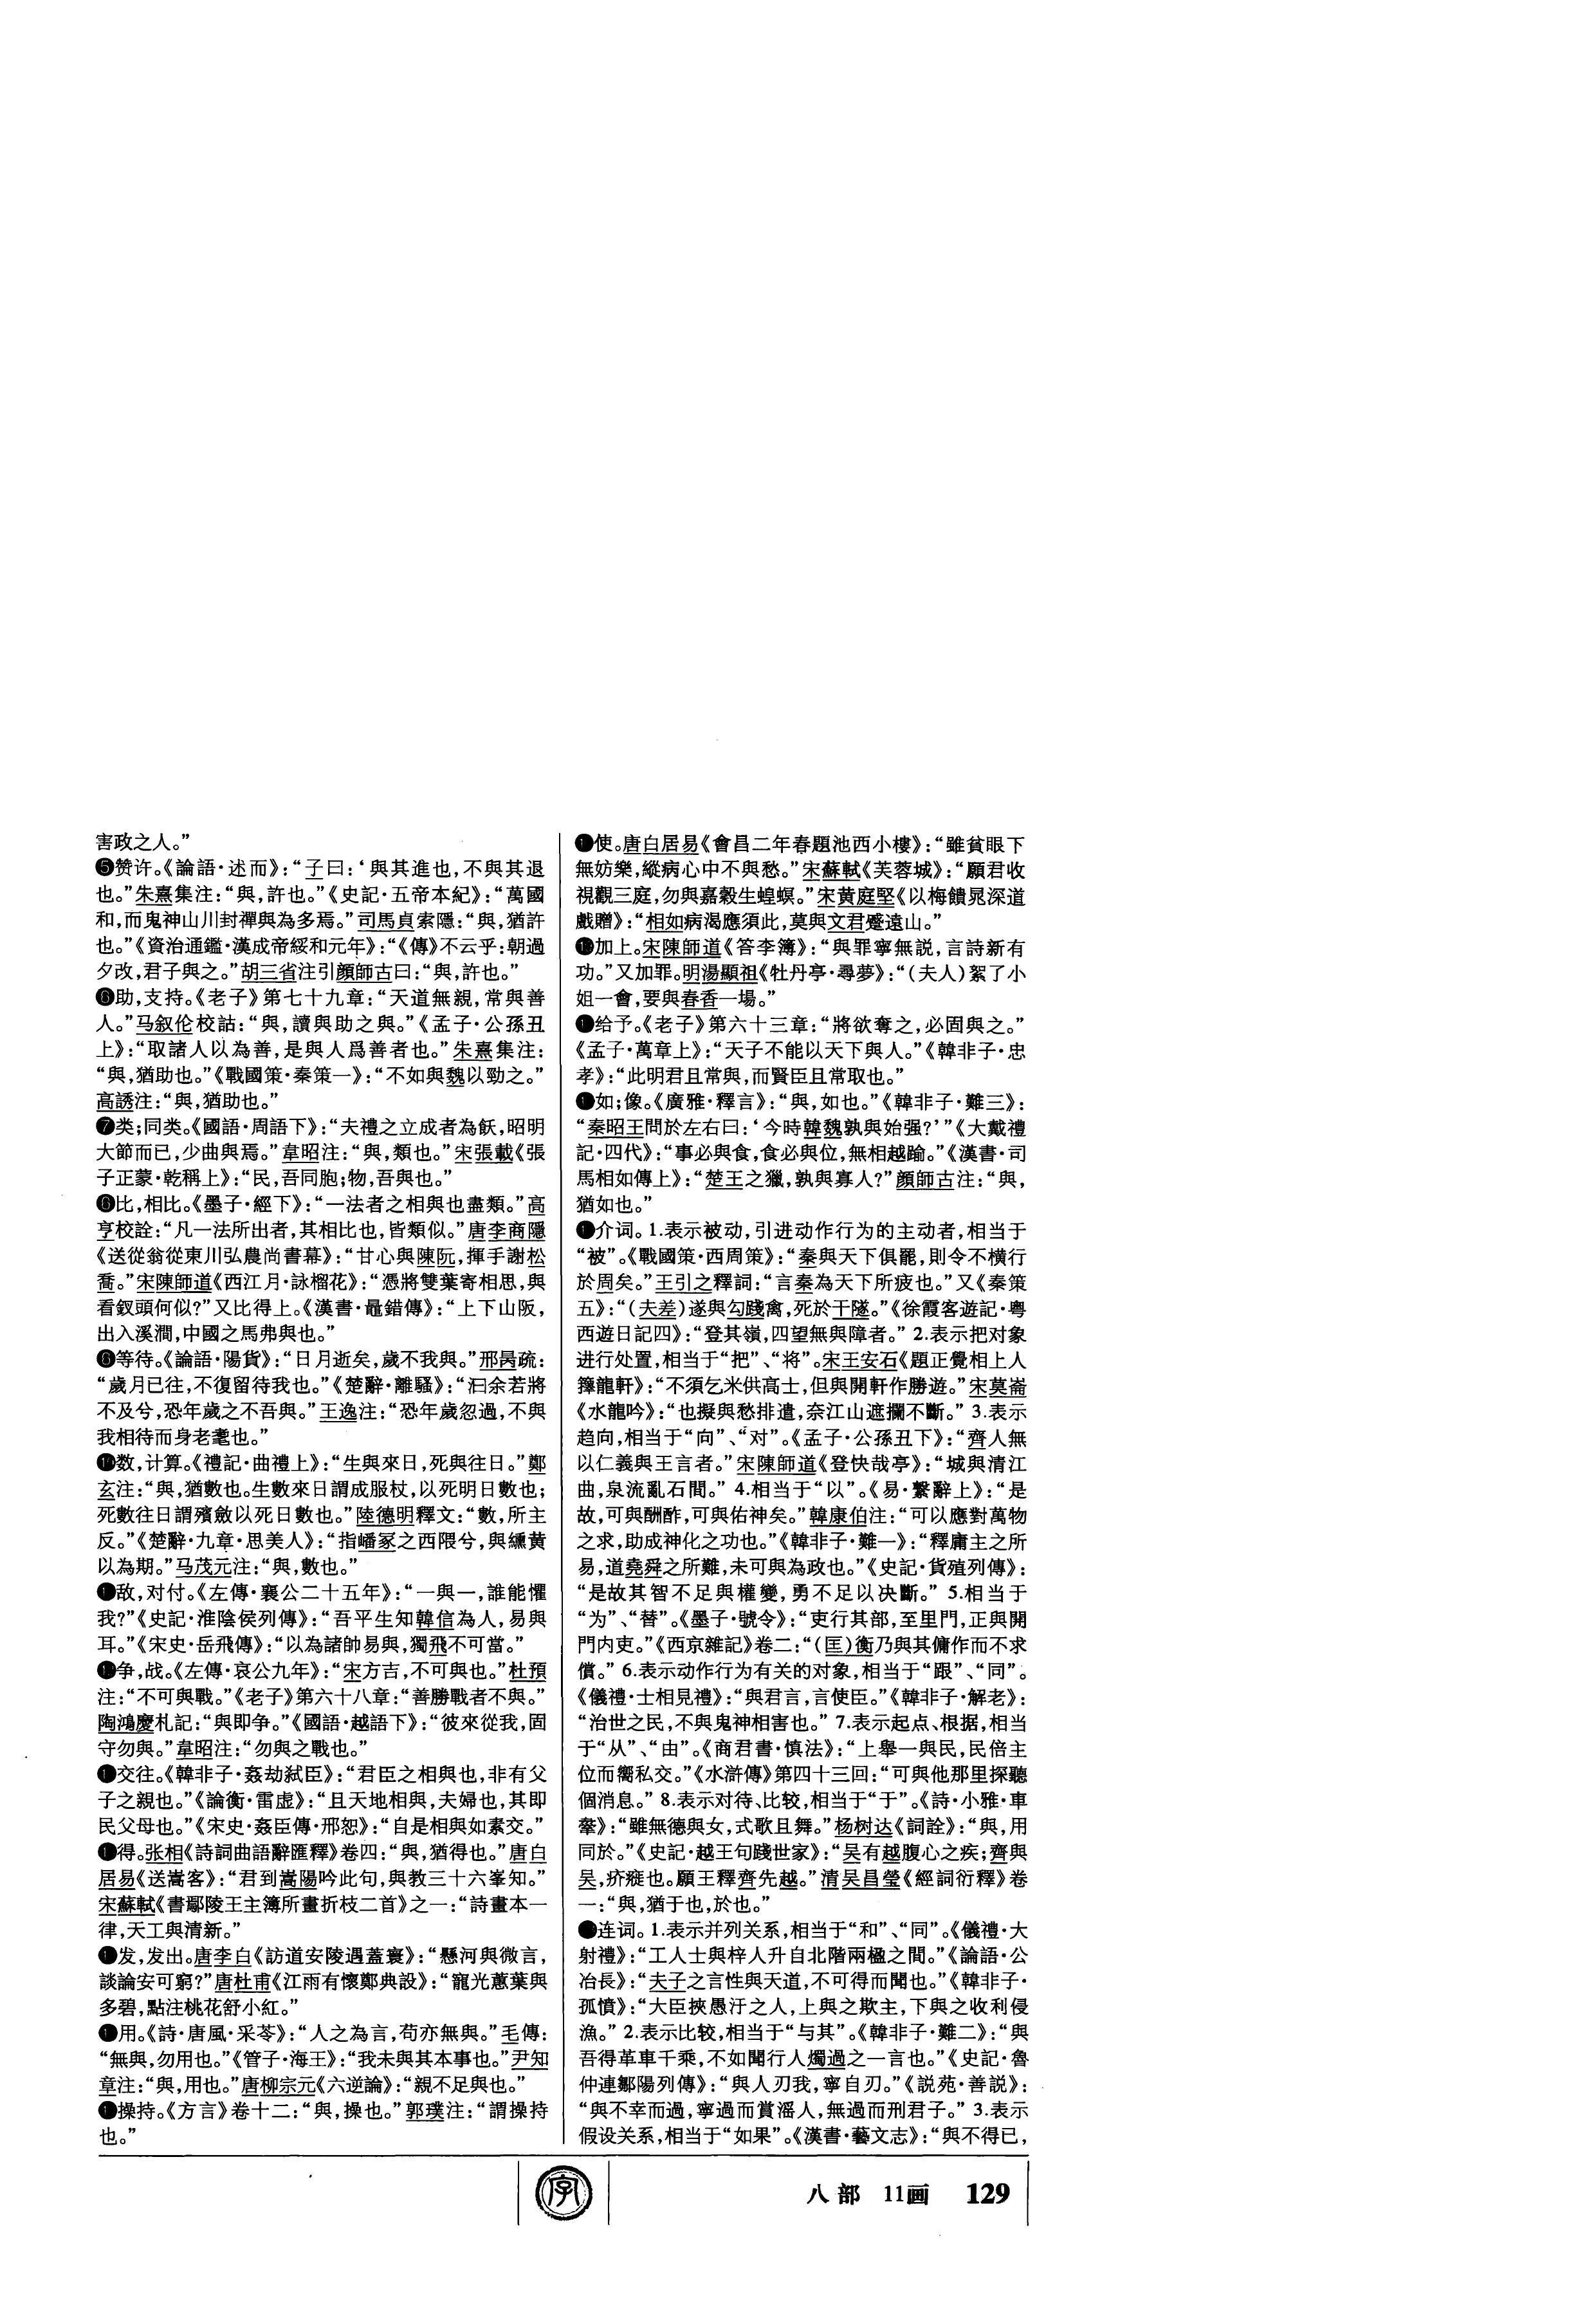 害政之人。”
❺赞许。《論語·述而》：“子曰：‘與其進也，不與其退
也。”朱熹集注：“與，許也。”《史記·五帝本紀》：“萬國
和，而鬼神山川封禪與為多焉。”司馬貞索隱：“與，猶許
也。”《資治通鑑·漢成帝綏和元年》：“《傳》不云乎：朝過
夕改，君子與之。”胡三省注引顔師古曰：“與，許也。”
❻助，支持。《老子》第七十九章：“天道無親，常與善
人。”马叙伦校詁：“與，讀與助之與。”《孟子·公孫丑
上》：“取諸人以為善，是與人爲善者也。”朱熹集注：
“與，猶助也。”《戰國策·秦策一》：“不如與魏以勁之。”
高誘注：“與，猶助也。”
❼类；同类。《國語·周語下》：“夫禮之立成者為飫，昭明
大節而已，少曲與焉。”韋昭注：“與，類也。”宋張載《張
子正蒙·乾稱上》：“民，吾同胞；物，吾與也。”
❻比，相比。《墨子·經下》：“一法者之相與也盡類。”高
亨校詮：“凡一法所出者，其相比也，皆類似。”唐李商隱
《送從翁從東川弘農尚書幕》：“甘心與陳阮，揮手謝松
喬。”宋陳師道《西江月·詠榴花》：“憑將雙葉寄相思，與
看釵頭何似？”又比得上。《漢書·鼂錯傳》：“上下山阪，
出入溪澗，中國之馬弗與也。”
❻等待。《論語·陽貨》：“日月逝矣，歲不我與。”邢昺疏：
“歲月已往，不復留待我也。”《楚辭·離騷》：“汩余若將
不及兮，恐年歲之不吾與。”王逸注：“恐年歲忽過，不與
我相待而身老耄也。”
❿数，计算。《禮記·曲禮上》：“生與來日，死與往日。”鄭
玄注：“與，猶數也。生數來日謂成服杖，以死明日數也；
死數往日謂殯斂以死日數也。”陸德明釋文：“數，所主
反。”《楚辭·九章·思美人》：“指嶓冢之西隈兮，與纁黄
以為期。”马茂元注：“與，數也。”
❶敌，对付。《左傳·襄公二十五年》：“一與一，誰能懼
我？”《史記·淮陰侯列傳》：“吾平生知韓信為人，易與
耳。”《宋史·岳飛傳》：“以為諸帥易與，獨飛不可當。”
❶争，战。《左傳·哀公九年》：“宋方吉，不可與也。”杜預
注：“不可與戰。”《老子》第六十八章：“善勝戰者不與。”
陶鴻慶札記：“與即争。”《國語·越語下》：“彼來從我，固
守勿與。”韋昭注：“勿與之戰也。”
❶交往。《韓非子·姦劫弑臣》：“君臣之相與也，非有父
子之親也。”《論衡·雷虚》：“且天地相與，夫婦也，其即
民父母也。”《宋史·姦臣傳·邢恕》：“自是相與如素交。”
❶得。张相《詩詞曲語辭匯釋》卷四：“與，猶得也。”唐白
居易《送嵩客》：“君到嵩陽吟此句，與教三十六峯知。”
宋蘇軾《書鄢陵王主簿所畫折枝二首》之一：“詩畫本一
律，天工與清新。”
❶发，发出。唐李白《訪道安陵遇蓋寰》：“懸河與微言，
談論安可窮？”唐杜甫《江雨有懷鄭典設》：“寵光蕙葉與
多碧，點注桃花舒小紅。”
❶用。《詩·唐風·采苓》：“人之為言，苟亦無與。”毛傳：
“無與，勿用也。”《管子·海王》：“我未與其本事也。”尹知
章注：“與，用也。”唐柳宗元《六逆論》：“親不足與也。”
❶操持。《方言》卷十二：“與，操也。”郭璞注：“謂操持
也。”
❶使。唐白居易《會昌二年春題池西小樓》：“雖貧眼下
無妨樂，縱病心中不與愁。”宋蘇軾《芙蓉城》：“願君收
視觀三庭，勿與嘉穀生蝗螟。”宋黄庭堅《以梅饋晁深道
戲贈》：“相如病渴應須此，莫與文君蹙遠山。”
❶加上。宋陳師道《答李簿》：“與罪寧無説，言詩新有
功。”又加罪。明湯顯祖《牡丹亭·尋夢》：“（夫人）絮了小
姐一會，要與春香一場。”
❶给予。《老子》第六十三章：“將欲奪之，必固與之。”
《孟子·萬章上》：“天子不能以天下與人。”《韓非子·忠
孝》：“此明君且常與，而賢臣且常取也。”
❶如；像。《廣雅·釋言》：“與，如也。”《韓非子·難三》：
“秦昭王問於左右曰：‘今時韓魏孰與始强？’”《大戴禮
記·四代》：“事必與食，食必與位，無相越踰。”《漢書·司
馬相如傳上》：“楚王之獵，孰與寡人？”顔師古注：“與，
猶如也。”
❶介词。1.表示被动，引进动作行为的主动者，相当于
“被”。《戰國策·西周策》：“秦與天下俱罷，則令不横行
於周矣。”王引之釋詞：“言秦為天下所疲也。”又《秦策
五》：“（夫差）遂與勾踐禽，死於干隧。”《徐霞客遊記·粤
西遊日記四》：“登其嶺，四望無與障者。” 2.表示把对象
进行处置，相当于“把”、“将”。宋王安石《題正覺相上人
籜龍軒》：“不須乞米供高士，但與開軒作勝遊。”宋莫崙
《水龍吟》：“也擬與愁排遣，奈江山遮攔不斷。” 3.表示
趋向，相当于“向”、“对”。《孟子·公孫丑下》：“齊人無
以仁義與王言者。”宋陳師道《登快哉亭》：“城與清江
曲，泉流亂石間。” 4.相当于“以”。《易·繫辭上》：“是
故，可與酬酢，可與佑神矣。”韓康伯注：“可以應對萬物
之求，助成神化之功也。”《韓非子·難一》：“釋庸主之所
易，道堯舜之所難，未可與為政也。”《史記·貨殖列傳》：
“是故其智不足與權變，勇不足以决斷。” 5.相当于
“为”、“替”。《墨子·號令》：“吏行其部，至里門，正與開
門内吏。”《西京雜記》卷二：“（匡）衡乃與其傭作而不求
償。” 6.表示动作行为有关的对象，相当于“跟”、“同”。
《儀禮·士相見禮》：“與君言，言使臣。”《韓非子·解老》：
“治世之民，不與鬼神相害也。” 7.表示起点、根据，相当
于“从”、“由”。《商君書·慎法》：“上舉一與民，民倍主
位而嚮私交。”《水滸傳》第四十三回：“可與他那里探聽
個消息。” 8.表示对待、比较，相当于“于”。《詩·小雅·車
舝》：“雖無德與女，式歌且舞。”杨树达《詞詮》：“與，用
同於。”《史記·越王句踐世家》：“吴有越腹心之疾；齊與
吴，疥癬也。願王釋齊先越。”清吴昌瑩《經詞衍釋》卷
一：“與，猶于也，於也。”
●连词。1.表示并列关系，相当于“和”、“同”。《儀禮·大
射禮》：“工人士與梓人升自北階兩楹之間。”《論語·公
冶長》：“夫子之言性與天道，不可得而聞也。”《韓非子·
孤憤》：“大臣挾愚汙之人，上與之欺主，下與之收利侵
漁。” 2.表示比较，相当于“与其”。《韓非子·難二》：“與
吾得革車千乘，不如聞行人燭過之一言也。”《史記·魯
仲連鄒陽列傳》：“與人刃我，寧自刃。”《説苑·善説》：
“與不幸而過，寧過而賞滛人，無過而刑君子。” 3.表示
假设关系，相当于“如果”。《漢書·藝文志》：“與不得已，
字
八部 11画 129